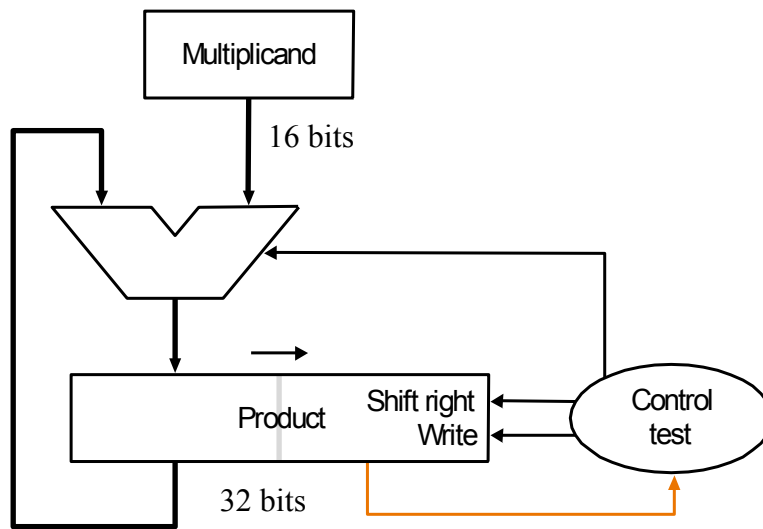 Multiplicand
16 bits
Product
Shift right
Write
Control
test
32 bits